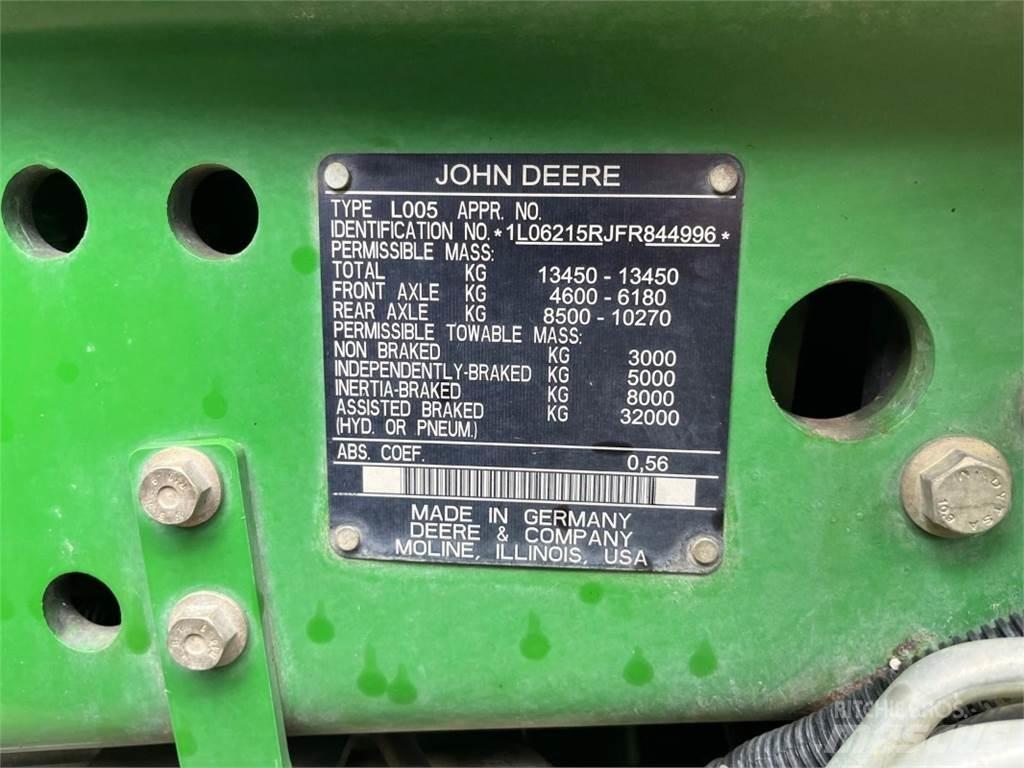 JOHN DEERE
TYPE L005 APPR. NO.
IDENTIFICATION NO. *1L06215RJFR844996*
PERMISSIBLE MASS:
TOTAL KG 13450 - 13450
FRONT AXLE KG 4600 - 6180
REAR AXLE KG 8500 - 10270
PERMISSIBLE TOWABLE MASS:
NON BRAKED KG 3000
INDEPENDENTLY-BRAKED KG 5000
INERTIA-BRAKED KG 8000
ASSISTED BRAKED KG 32000
(HYD. OR PNEUM.)
ABS. COEF. 0,56
MADE IN GERMANY
DEERE & COMPANY
MOLINE, ILLINOIS, USA
RITCHIE BROS.
MASCUS